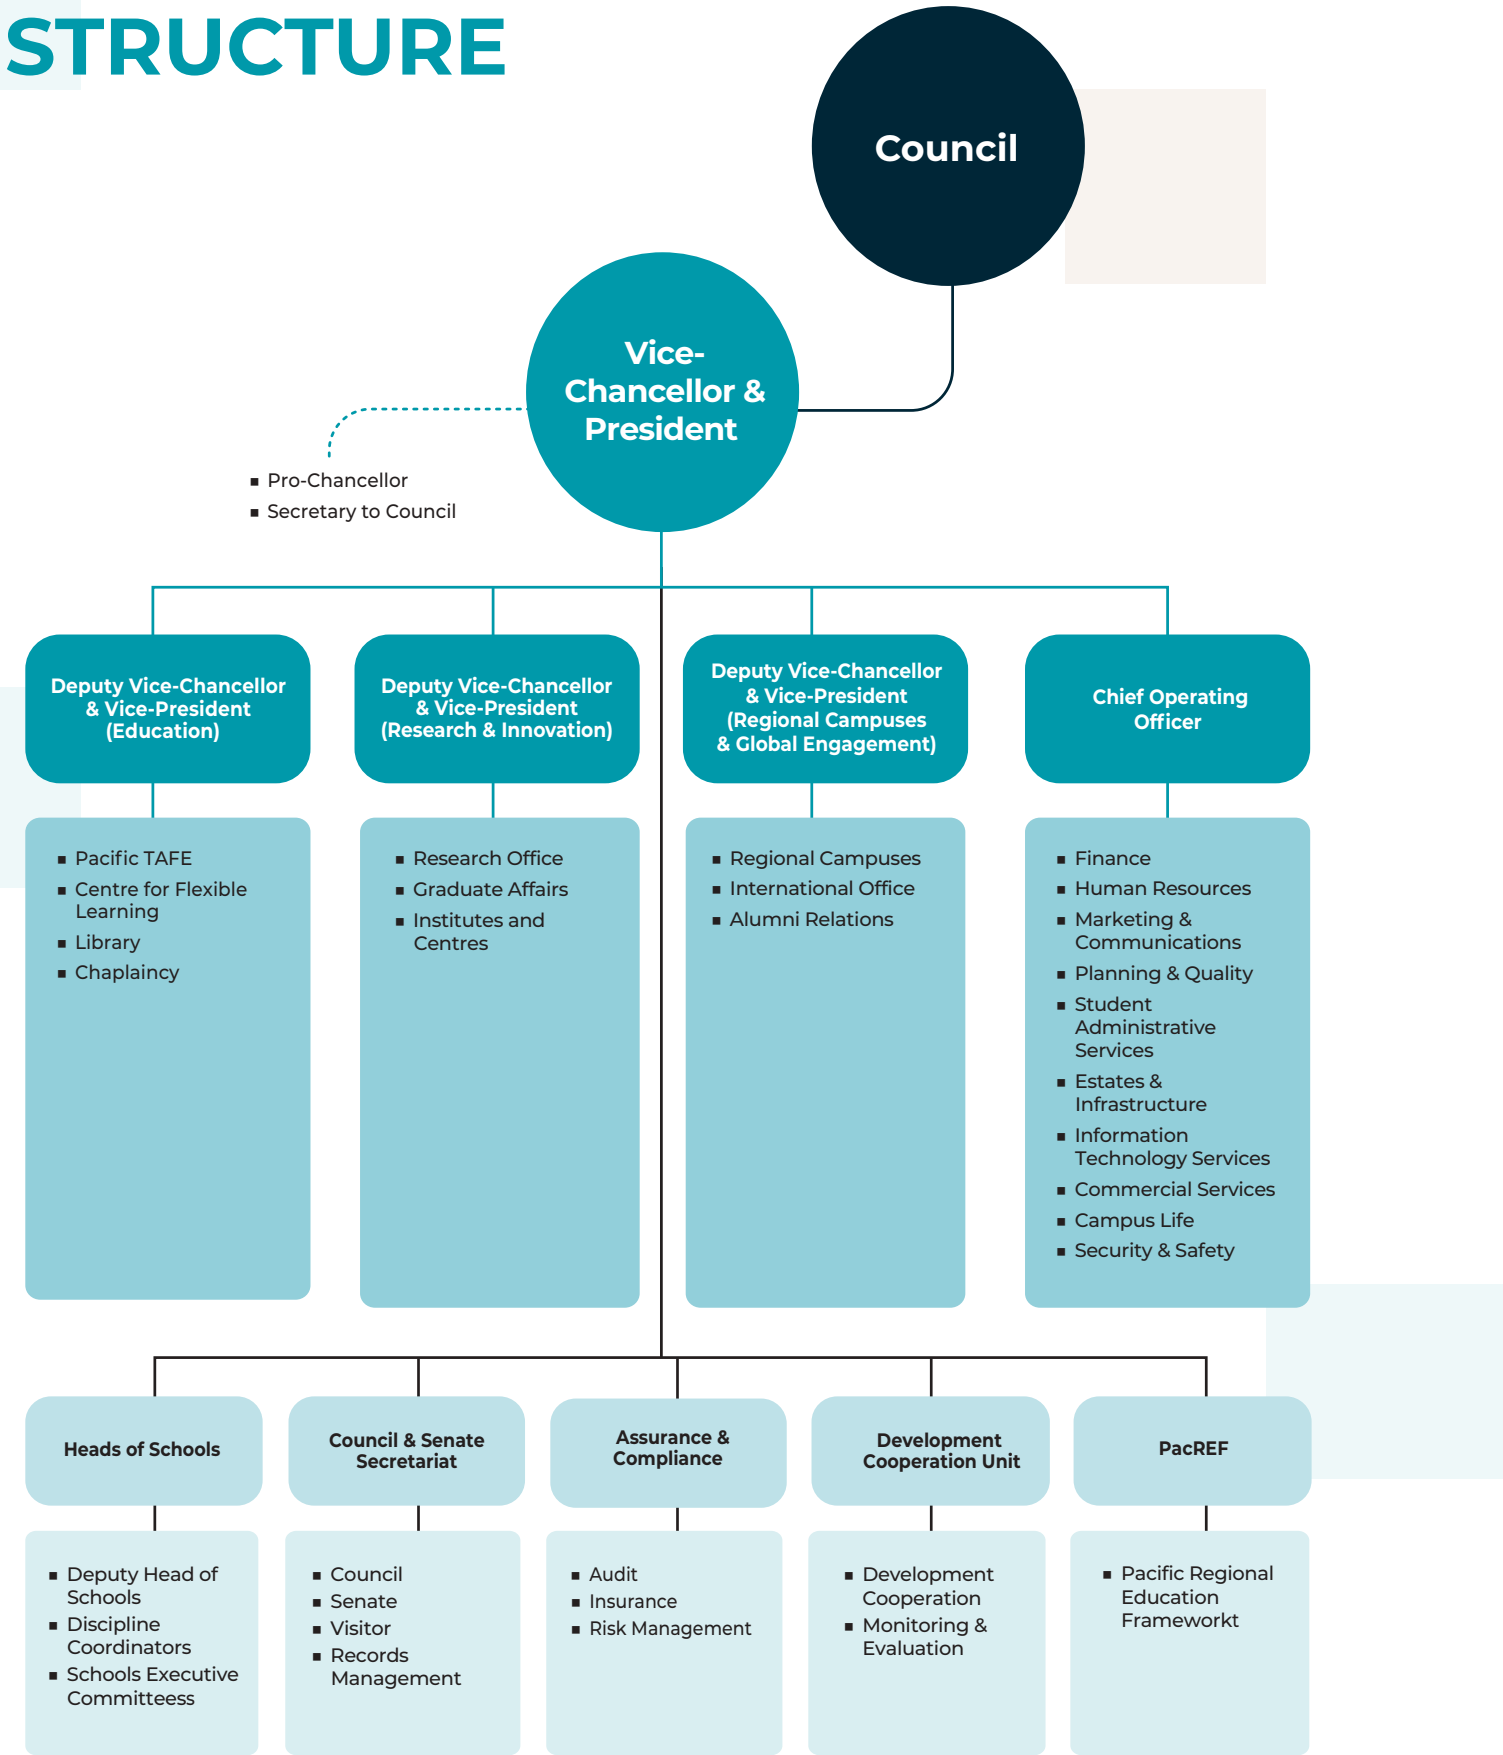 STRUCTURE
Council
Vice-
Chancellor &
President
▪ Pro-Chancellor
▪ Secretary to Council
Deputy Vice-Chancellor
& Vice-President
(Education)
Deputy Vice-Chancellor
& Vice-President
(Research & Innovation)
Deputy Vice-Chancellor
& Vice-President
(Regional Campuses
& Global Engagement)
Chief Operating
Officer
▪ Pacific TAFE
▪ Centre for Flexible
Learning
▪ Library
▪ Chaplaincy
▪ Research Office
▪ Graduate Affairs
▪ Institutes and
Centres
▪ Regional Campuses
▪ International Office
▪ Alumni Relations
▪ Finance
▪ Human Resources
▪ Marketing &
Communications
▪ Planning & Quality
▪ Student
Administrative
Services
▪ Estates &
Infrastructure
▪ Information
Technology Services
▪ Commercial Services
▪ Campus Life
▪ Security & Safety
Heads of Schools
Council & Senate
Secretariat
Assurance &
Compliance
Development
Cooperation Unit
PacREF
▪ Deputy Head of
Schools
▪ Discipline
Coordinators
▪ Schools Executive
Committeess
▪ Council
▪ Senate
▪ Visitor
▪ Records
Management
▪ Audit
▪ Insurance
▪ Risk Management
▪ Development
Cooperation
▪ Monitoring &
Evaluation
▪ Pacific Regional
Education
Frameworkt